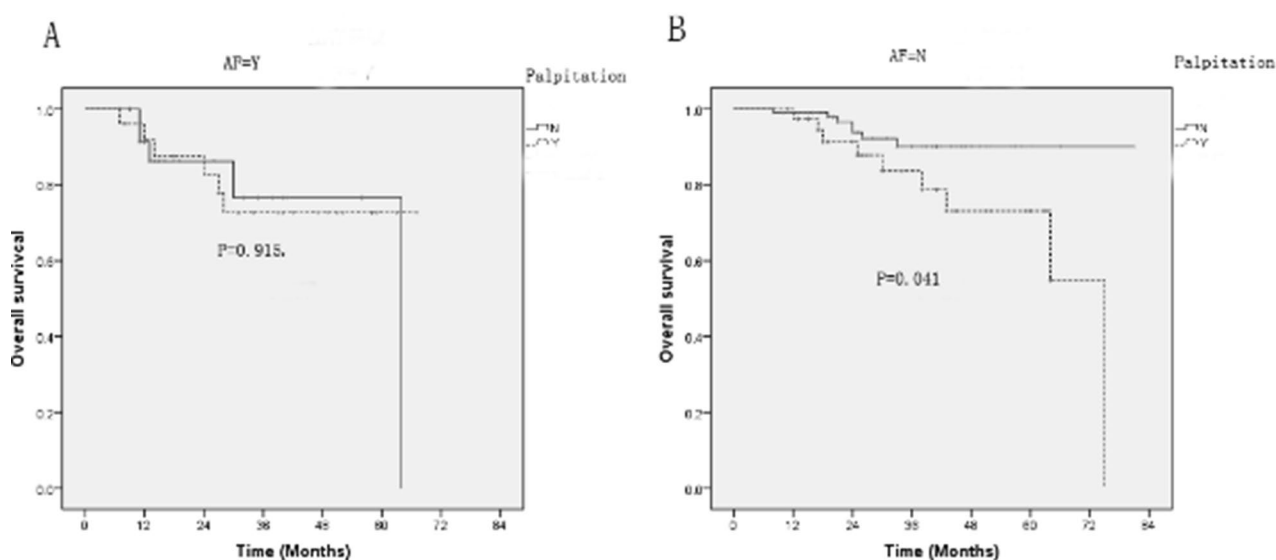 A
AF=Y
Palpitation
N
Y
1.0
0.8
0.6
0.4
0.2
0.0
P=0.915.
Overall survivcal
0
12
24
36
48
60
72
84
Time (Months)
B
AF=N
Palpitation
N
Y
1.0
0.8
0.6
0.4
0.2
0.0
P=0.041
Overall survival
0
12
24
36
48
60
72
84
Time (Months)